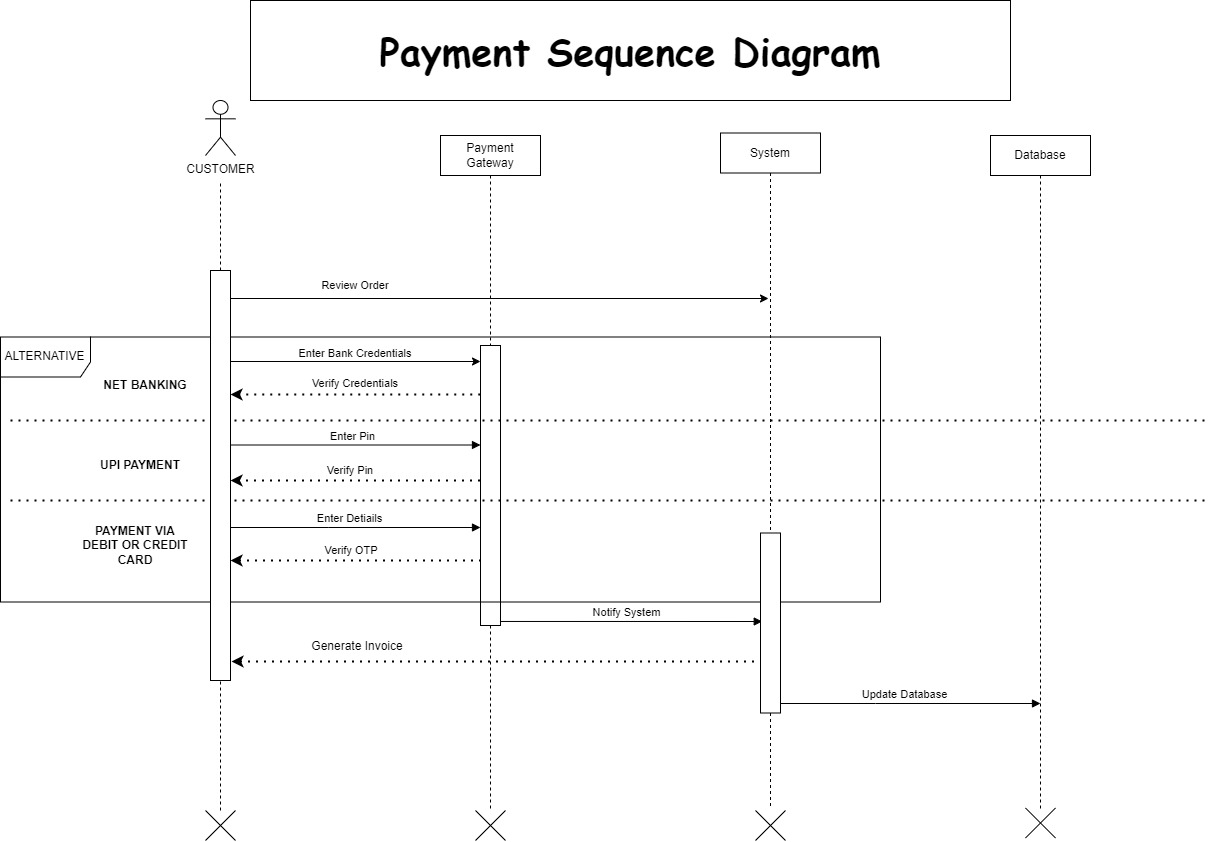 Payment Sequence Diagram
CUSTOMER
Payment
Gateway
System
Database
Review Order
ALTERNATIVE
Enter Bank Credentials
NET BANKING
Verify Credentials
Enter Pin
UPI PAYMENT
Verify Pin
Enter Detiails
PAYMENT VIA
DEBIT OR CREDIT
CARD
Verify OTP
Notify System
Generate Invoice
Update Database